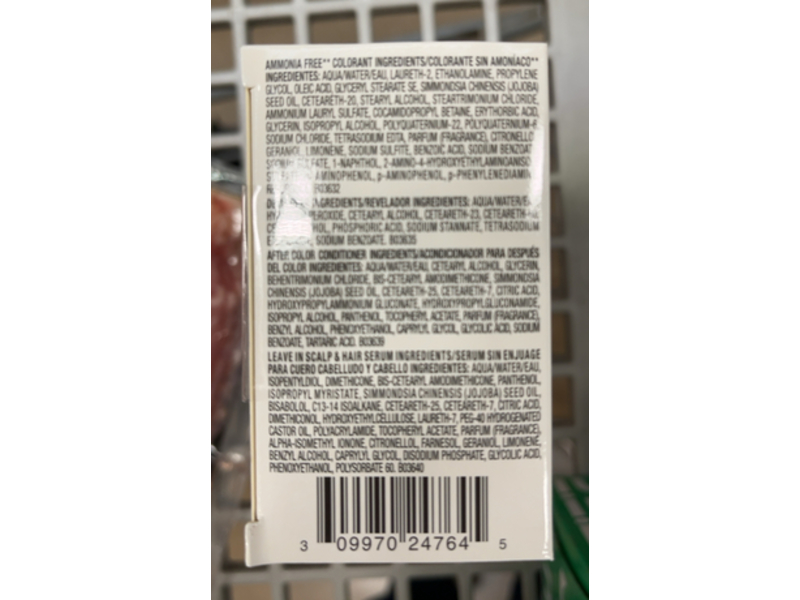 AMMONIA FREE** COLORANT INGREDIENTS/COLORANTE SIN AMONÍACO**
INGREDIENTES: AQUA/WATER/EAU, LAURETH-2, ETHANOLAMINE, PROPYLENE
GLYCOL, OLEIC ACID, GLYCERYL STEARATE SE, SIMMONDSIA CHINENSIS (JOJOBA)
SEED OIL, CETEARETH-20, STEARYL ALCOHOL, STEARTRIMONIUM CHLORIDE,
AMMONIUM LAURYL SULFATE, COCAMIDOPROPYL BETAINE, ERYTHORBIC ACID,
GLYCERIN, ISOPROPYL ALCOHOL, POLYQUATERNIUM-22, POLYQUATERNIUM-6,
SODIUM CHLORIDE, TETRASODIUM EDTA, PARFUM (FRAGRANCE), CITRONELLO
GERANIOL, LIMONENE, SODIUM SULFITE, BENZOIC ACID, SODIUM BENZOAT
1-NAPHTHOL, 2-AMINO-4-HYDROXYETHYLAMINOANISO
AMINOPHENOL, p-AMINOPHENOL, p-PHENYLENEDIAMIN
B03632
INGREDIENTS/REVELADOR INGREDIENTES: AQUA/WATER/EAU
CETEARYL ALCOHOL, CETEARETH-23,
PHOSPHORIC ACID, SODIUM STANNATE, TETRASODIUM
SODIUM BENZOATE. B03635
AFTER COLOR CONDITIONER INGREDIENTS/ACONDICIONADOR PARA DESPUÉS
DEL COLOR INGREDIENTES: AQUA/WATER/EAU, CETEARYL ALCOHOL, GLYCERIN,
BEHENTRIMONIUM CHLORIDE, BIS-CETEARYL AMODIMETHICONE, SIMMONDSIA
CHINENSIS (JOJOBA) SEED OIL, CETEARETH-25, CETEARETH-7, CITRIC ACID,
HYDROXYPROPYLAMMONIUM GLUCONATE, HYDROXYPROPYLGLUCONAMIDE,
ISOPROPYL ALCOHOL, PANTHENOL, TOCOPHERYL ACETATE, PARFUM (FRAGRANCE),
BENZYL ALCOHOL, PHENOXYETHANOL, CAPRYLYL GLYCOL, GLYCOLIC ACID, SODIUM
BENZOATE, TARTARIC ACID. B03639
LEAVE IN SCALP & HAIR SERUM INGREDIENTS/SERUM SIN ENJUAGE
PARA CUERO CABELLUDO Y CABELLO INGREDIENTES: AQUA/WATER/EAU,
ISOPENTYLDIOL, DIMETHICONE, BIS-CETEARYL AMODIMETHICONE, PANTHENOL,
ISOPROPYL MYRISTATE, SIMMONDSIA CHINENSIS (JOJOBA) SEED OIL,
BISABOLOL, C13-14 ISOALKANE, CETEARETH-25, CETEARETH-7, CITRIC ACID,
DIMETHICONOL, HYDROXYETHYLCELLULOSE, LAURETH-7, PEG-40 HYDROGENATED
CASTOR OIL, POLYACRYLAMIDE, TOCOPHERYL ACETATE, PARFUM (FRAGRANCE),
ALPHA-ISOMETHYL IONONE, CITRONELLOL, FARNESOL, GERANIOL, LIMONENE,
BENZYL ALCOHOL, CAPRYLYL GLYCOL, DISODIUM PHOSPHATE, GLYCOLIC ACID,
PHENOXYETHANOL, POLYSORBATE 60. B03640
3 09970 24764 5